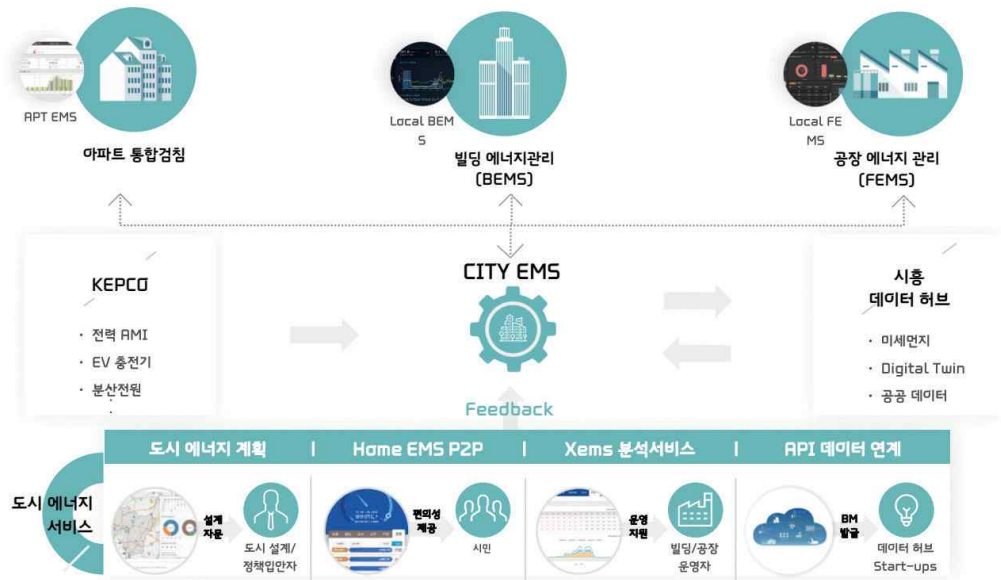 APT EMS
아파트 통합검침
Local BEM
S
빌딩 에너지관리
(BEMS)
Local FE
MS
공장 에너지 관리
(FEMS)
KEPCO
· 전력 AMI
· EV 충전기
· 분산전원
CITY EMS
시흥
데이터 허브
· 미세먼지
· Digital Twin
· 공공 데이터
Feedback
도시 에너지
서비스
도시 에너지 계획 | Home EMS P2P | Xems 분석서비스 | API 데이터 연계
설계
자문
도시 설계/
정책입안자
편의성
제공
시민
운영
지원
빌딩/공장
운영자
BM
발굴
데이터 허브
Start-ups